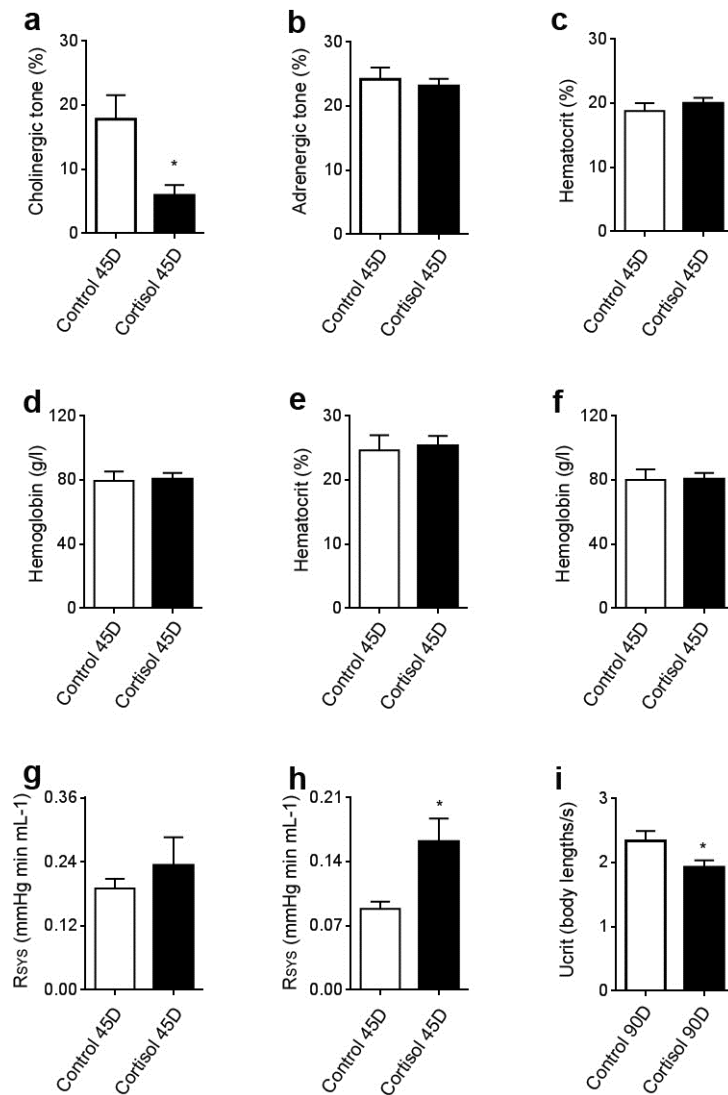 a
Cholinergic tone (%)
30
20
10
0
*
Control 45D
Cortisol 45D
b
Adrenergic tone (%)
30
20
10
0
Control 45D
Cortisol 45D
c
Hematocrit (%)
30
20
10
0
Control 45D
Cortisol 45D
d
Hemoglobin (g/l)
120
80
40
0
Control 45D
Cortisol 45D
e
Hematocrit (%)
30
20
10
0
Control 45D
Cortisol 45D
f
Hemoglobin (g/l)
120
80
40
0
Control 45D
Cortisol 45D
g
RSYS (mmHg min mL-1)
0.36
0.24
0.12
0.00
Control 45D
Cortisol 45D
h
RSYS (mmHg min mL-1)
0.21
0.14
0.07
0.00
*
Control 45D
Cortisol 45D
i
Ucrit (body lengths/s)
3
2
1
0
*
Control 90D
Cortisol 90D